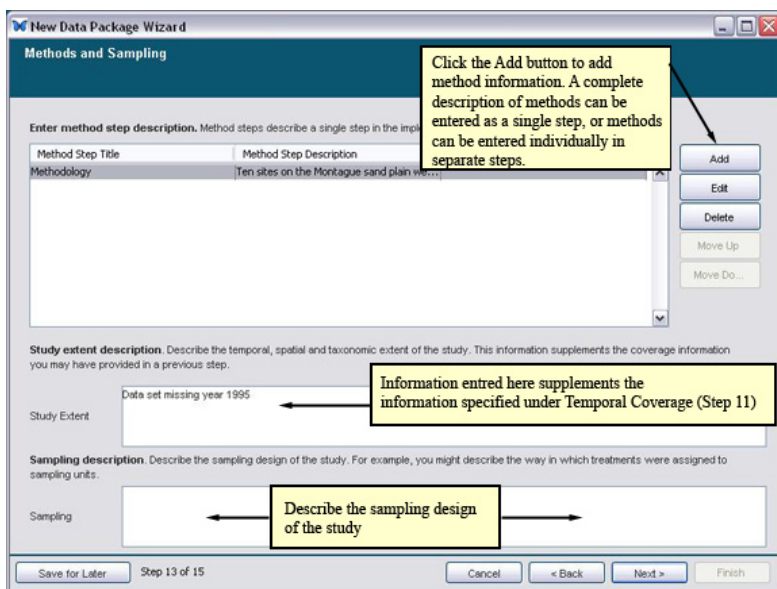 New Data Package Wizard
Methods and Sampling
Click the Add button to add
method information. A complete
description of methods can be
entered as a single step, or methods
can be entered individually in
separate steps.
Enter method step description. Method steps describe a single step in the imple
Method Step Title Method Step Description
Methodology Ten sites on the Montague sand plain we...
Add
Edit
Delete
Move Up
Move Do...
Study extent description. Describe the temporal, spatial and taxonomic extent of the study. This information supplements the coverage information
you may have provided in a previous step.
Data set missing year 1995
Study Extent
Information entred here supplements the
information specified under Temporal Coverage (Step 11)
Sampling description. Describe the sampling design of the study. For example, you might describe the way in which treatments were assigned to
sampling units.
Sampling
Describe the sampling design
of the study
Save for Later Step 13 of 15 Cancel < Back Next > Finish